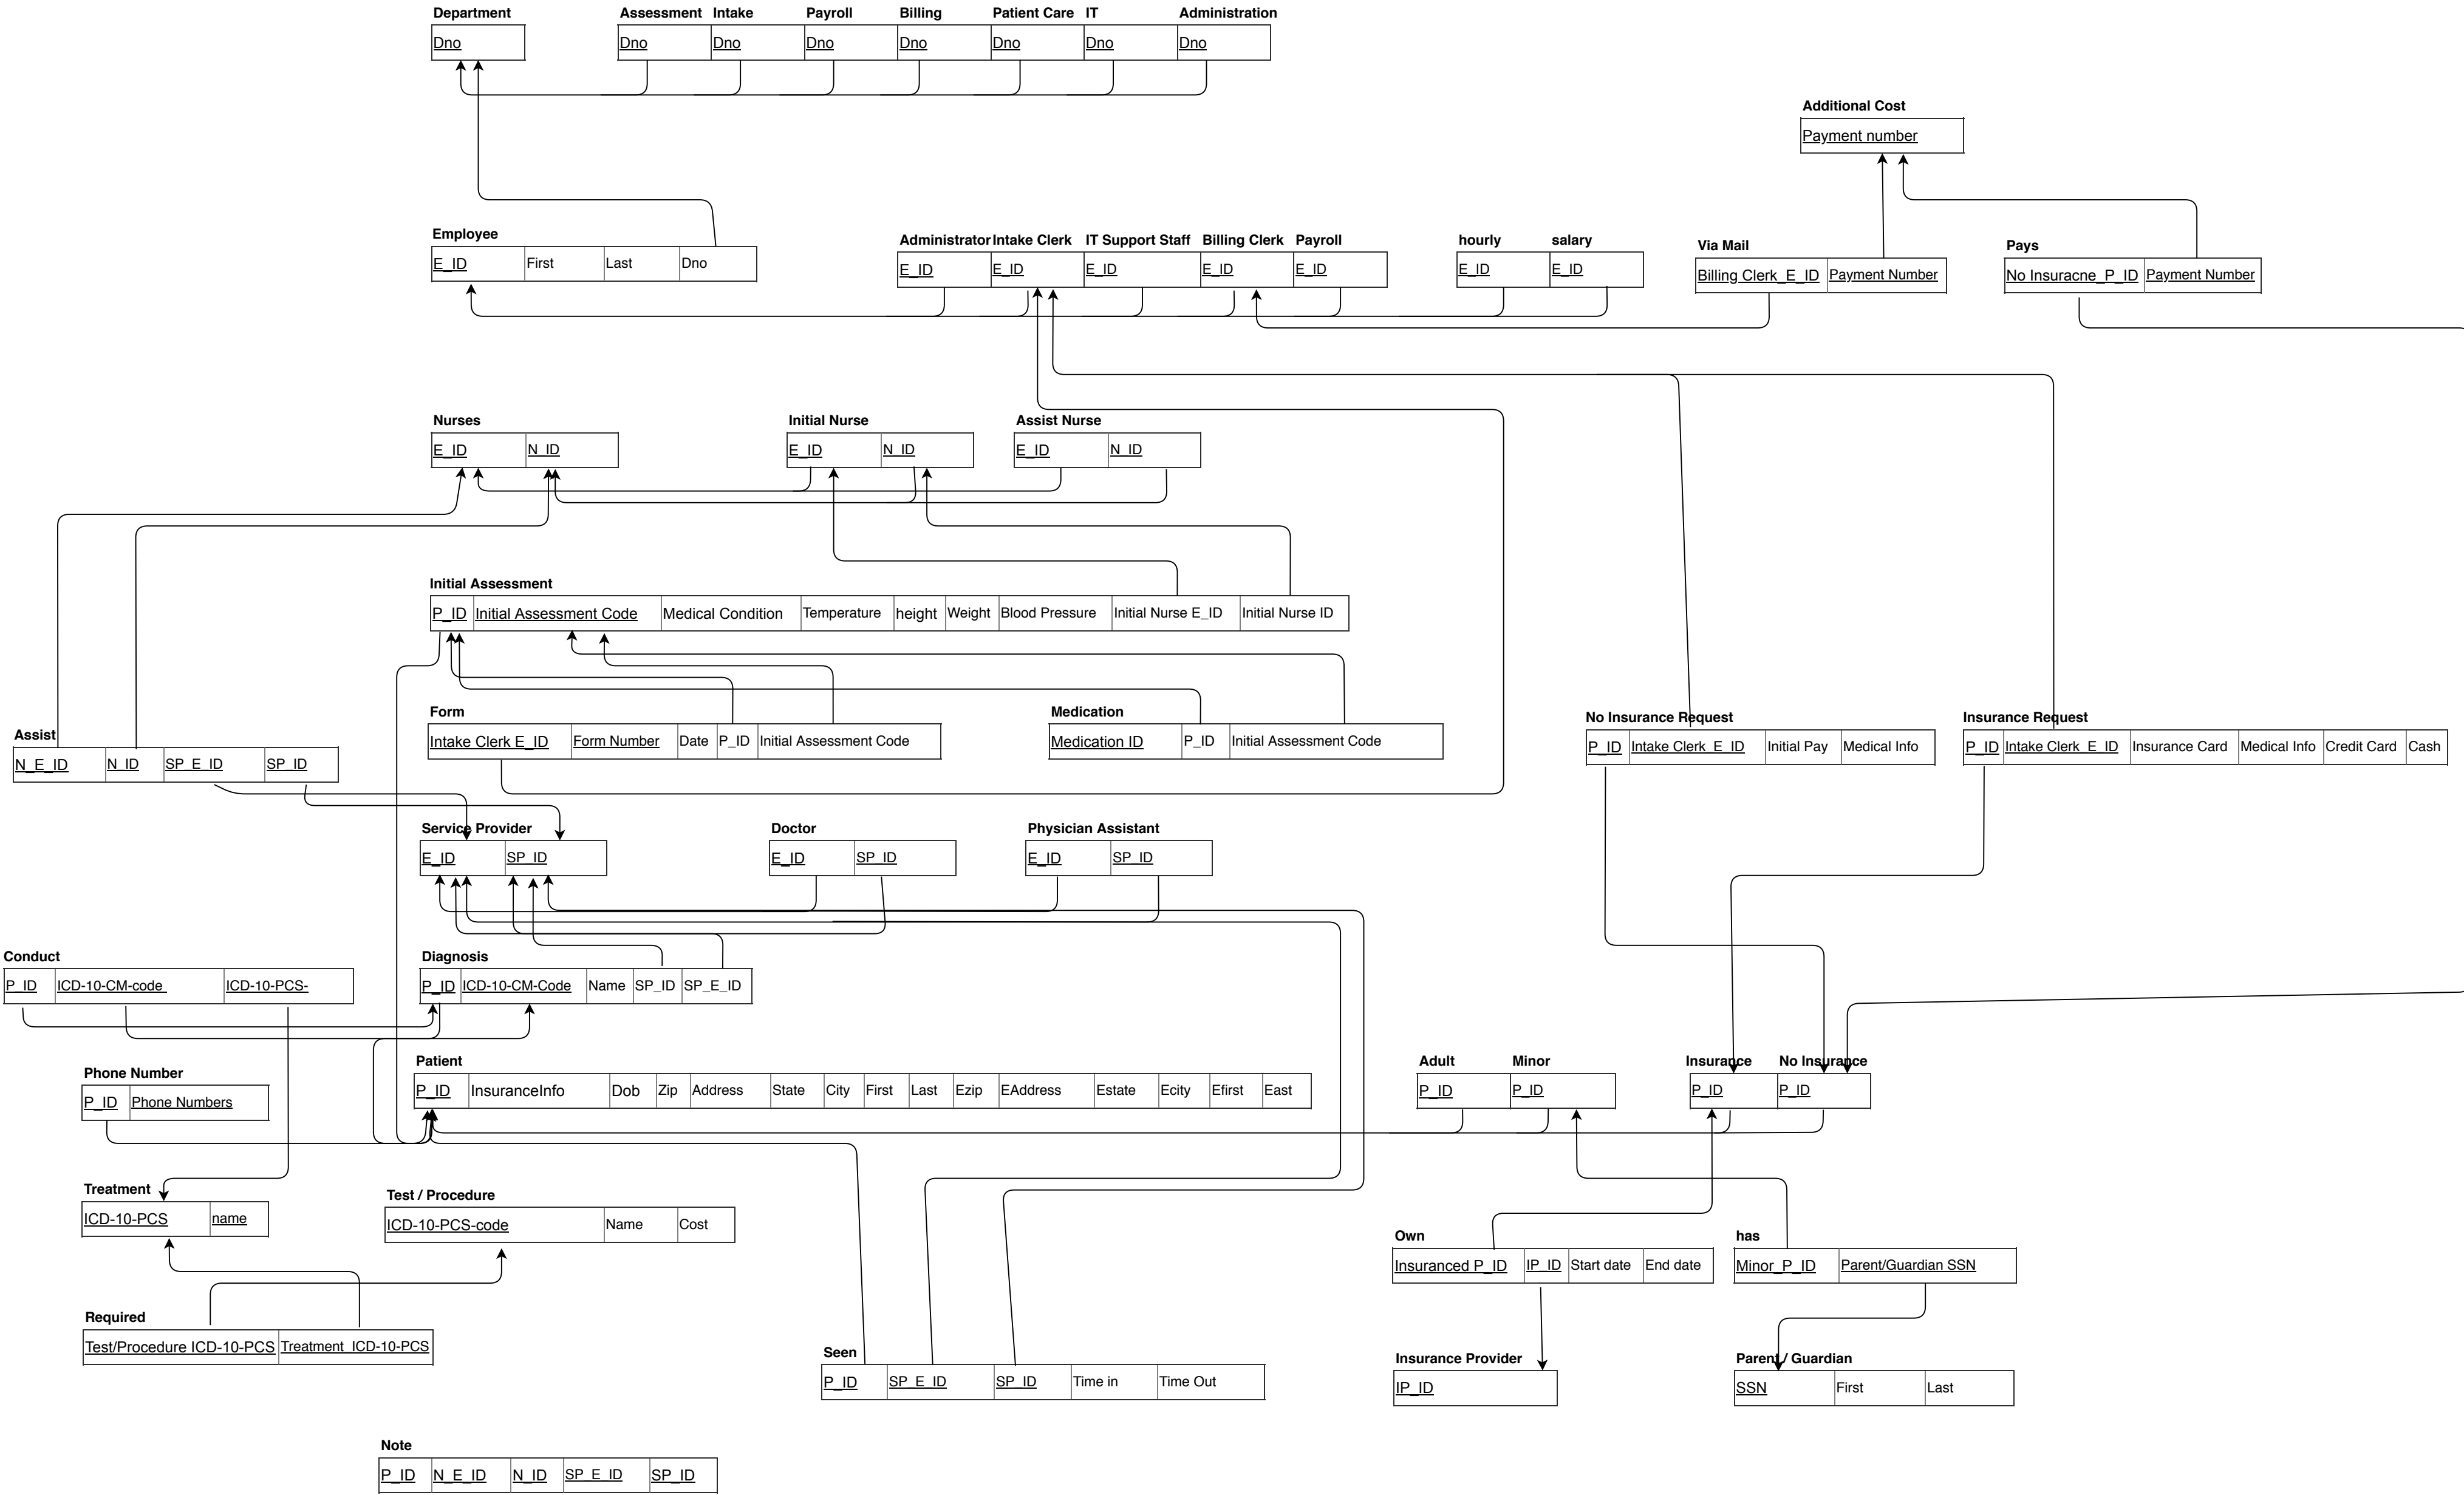 Department
Dno
Assessment Intake Payroll Billing Patient Care IT Administration
Dno Dno Dno Dno Dno Dno Dno
Additional Cost
Payment number
Employee
E_ID First Last Dno
Administrator Intake Clerk IT Support Staff Billing Clerk Payroll
E_ID E_ID E_ID E_ID E_ID
hourly salary
E_ID E_ID
Via Mail
Billing Clerk_E_ID Payment Number
Pays
No Insuracne_P_ID Payment Number
Nurses
E_ID N_ID
Initial Nurse
E_ID N_ID
Assist Nurse
E_ID N_ID
Initial Assessment
P_ID Initial Assessment Code Medical Condition Temperature height Weight Blood Pressure Initial Nurse E_ID Initial Nurse ID
Assist
N_E_ID N_ID SP_E_ID SP_ID
Form
Intake Clerk E_ID Form Number Date P_ID Initial Assessment Code
Medication
Medication ID P_ID Initial Assessment Code
No Insurance Request
P_ID Intake Clerk_E_ID Initial Pay Medical Info
Insurance Request
P_ID Intake Clerk_E_ID Insurance Card Medical Info Credit Card Cash
Service Provider
E_ID SP_ID
Doctor
E_ID SP_ID
Physician Assistant
E_ID SP_ID
Conduct
P_ID ICD-10-CM-code ICD-10-PCS-
Diagnosis
P_ID ICD-10-CM-Code Name SP_ID SP_E_ID
Phone Number
P_ID Phone Numbers
Patient
P_ID InsuranceInfo Dob Zip Address State City First Last Ezip EAddress Estate Ecity Efirst East
Adult Minor
P_ID P_ID
Insurance No Insurance
P_ID P_ID
Treatment
ICD-10-PCS name
Test / Procedure
ICD-10-PCS-code Name Cost
Own
Insuranced P_ID IP_ID Start date End date
has
Minor_P_ID Parent/Guardian SSN
Required
Test/Procedure ICD-10-PCS Treatment_ICD-10-PCS
Seen
P_ID SP_E_ID SP_ID Time in Time Out
Insurance Provider
IP_ID
Parent / Guardian
SSN First Last
Note
P_ID N_E_ID N_ID SP_E_ID SP_ID